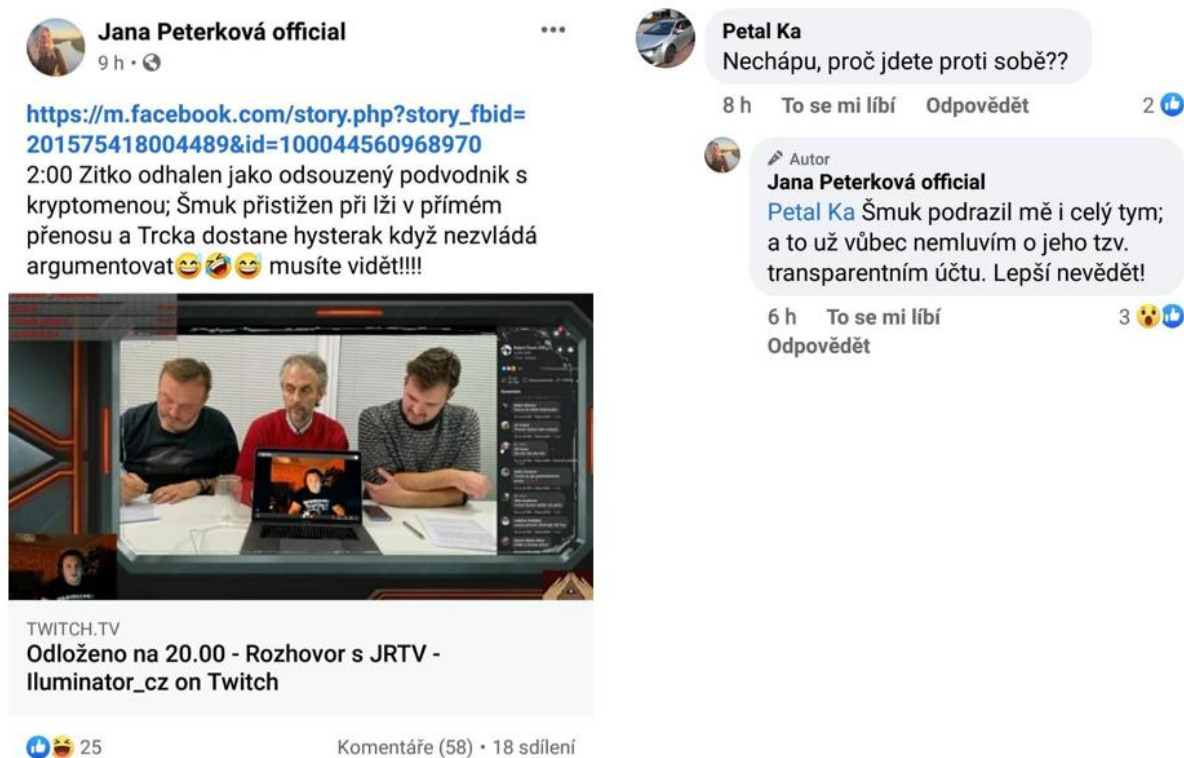 Jana Peterková official
9 h
https://m.facebook.com/story.php?story_fbid=
201575418004489&id=100044560968970
2:00 Zitko odhalen jako odsouzený podvodnik s
kryptomenou; Šmuk přistižen při lži v přímém
přenosu a Trcka dostane hysterak když nezvládá
argumentovat😅🤣😅 musíte vidět!!!!
TWITCH.TV
Odloženo na 20.00 - Rozhovor s JRTV -
Iluminator_cz on Twitch
25
Komentáře (58) • 18 sdílení
Petal Ka
Nechápu, proč jdete proti sobě??
8 h To se mi líbí Odpovědět 2
Autor
Jana Peterková official
Petal Ka Šmuk podrazil mě i celý tym;
a to už vůbec nemluvím o jeho tzv.
transparentním účtu. Lepší nevědět!
6 h To se mi líbí 3
Odpovědět